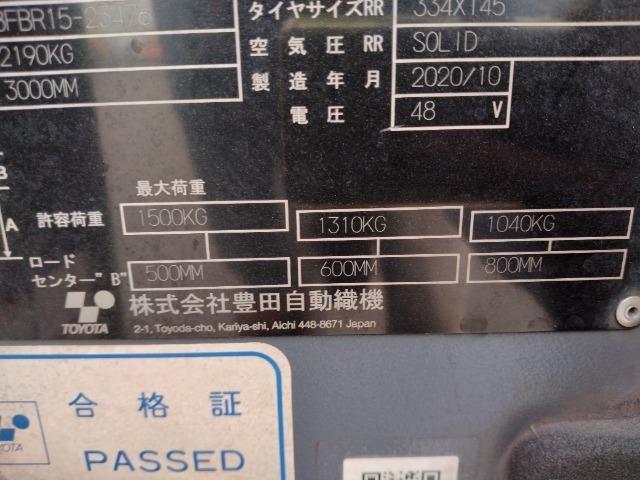 8FBR15-23476
タイヤサイズRR 334X145
2190KG
空気圧RR SOLID
3000MM
製造年月 2020/10
電圧 48 V
B
最大荷重
A
許容荷重 1500KG 1310KG 1040KG
ロード
センター"B" 500MM 600MM 800MM
TOYOTA 株式会社豊田自動織機
2-1, Toyoda-cho, Kariya-shi, Aichi 448-8671 Japan
合格証
PASSED